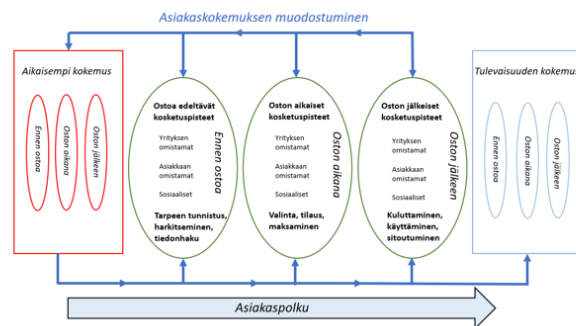 Asiakaskokemuksen muodostuminen
Aikaisempi kokemus
Ennen ostoa
Oston aikana
Oston jälkeen
Ostoa edeltävät
kosketuspisteet
Yrityksen
omistamat
Asiakkaan
omistamat
Sosiaaliset
Tarpeen tunnistus,
harkitseminen,
tiedonhaku
Ennen ostoa
Oston aikaiset
kosketuspisteet
Yrityksen
omistamat
Asiakkaan
omistamat
Sosiaaliset
Valinta, tilaus,
maksaminen
Oston aikana
Oston jälkeiset
kosketuspisteet
Yrityksen
omistamat
Asiakkaan
omistamat
Sosiaaliset
Kuluttaminen,
käyttäminen,
sitoutuminen
Oston jälkeen
Tulevaisuuden kokemus
Ennen ostoa
Oston aikana
Oston jälkeen
Asiakaspolku